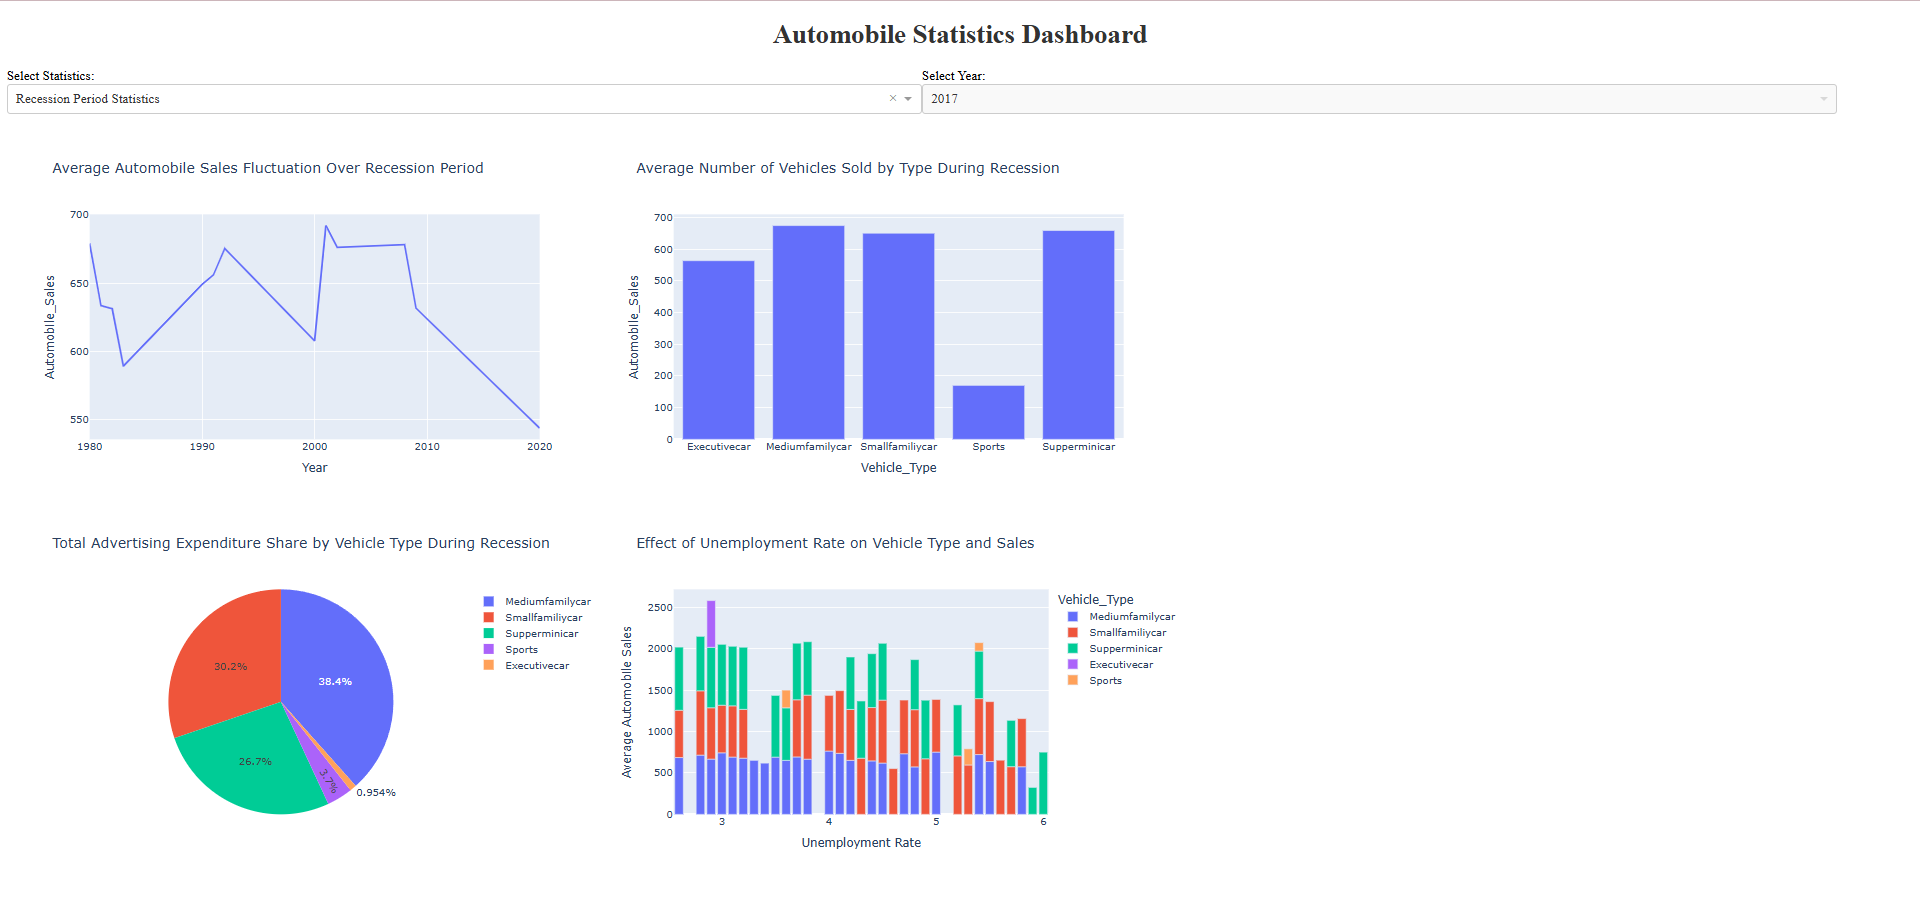 Automobile Statistics Dashboard
Select Statistics:
Recession Period Statistics
×
Select Year:
2017
Average Automobile Sales Fluctuation Over Recession Period
700
650
600
550
Automobile_Sales
1980 1990 2000 2010 2020
Year
Average Number of Vehicles Sold by Type During Recession
700
600
500
400
300
200
100
0
Automobile_Sales
Executivecar Mediumfamilycar Smallfamiliycar Sports Supperminicar
Vehicle_Type
Total Advertising Expenditure Share by Vehicle Type During Recession
30.2%
38.4%
26.7%
3.7%
0.954%
Mediumfamilycar
Smallfamiliycar
Supperminicar
Sports
Executivecar
Effect of Unemployment Rate on Vehicle Type and Sales
2500
2000
1500
1000
500
0
Average Automobile Sales
3 4 5 6
Unemployment Rate
Vehicle_Type
Mediumfamilycar
Smallfamiliycar
Supperminicar
Executivecar
Sports